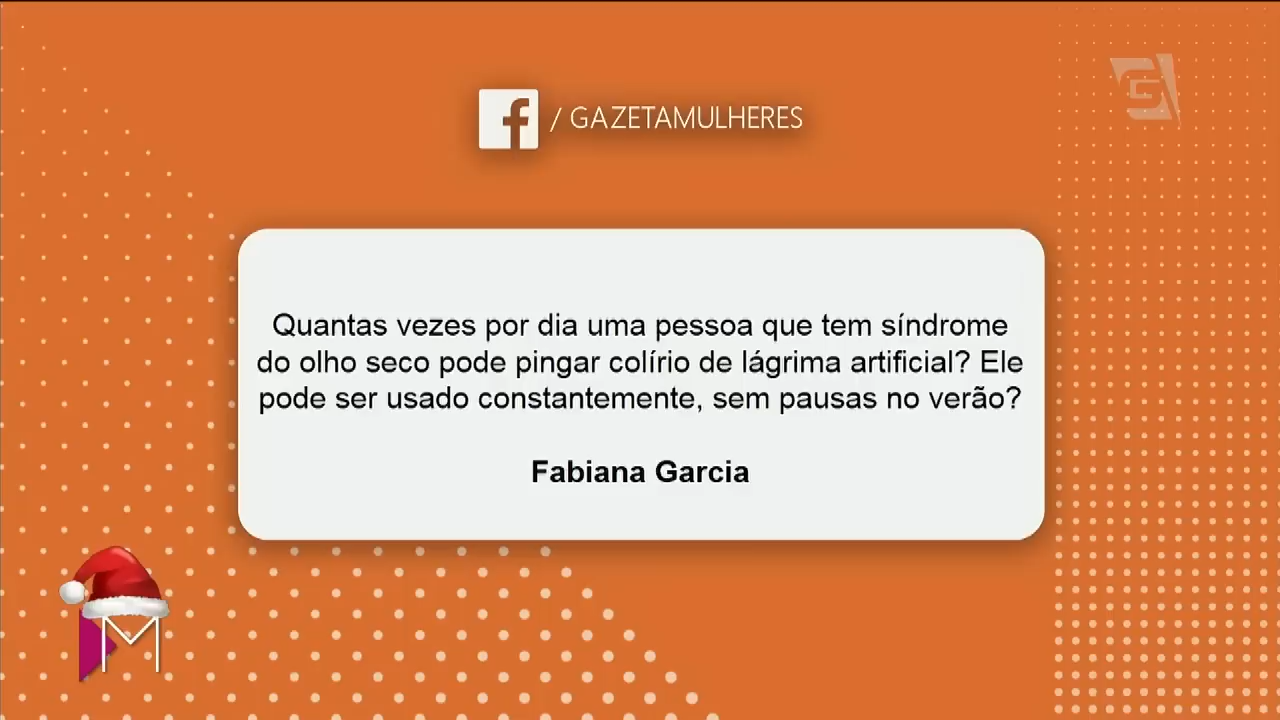 / GAZETAMULHERES
Quantas vezes por dia uma pessoa que tem síndrome
do olho seco pode pingar colírio de lágrima artificial? Ele
pode ser usado constantemente, sem pausas no verão?
Fabiana Garcia